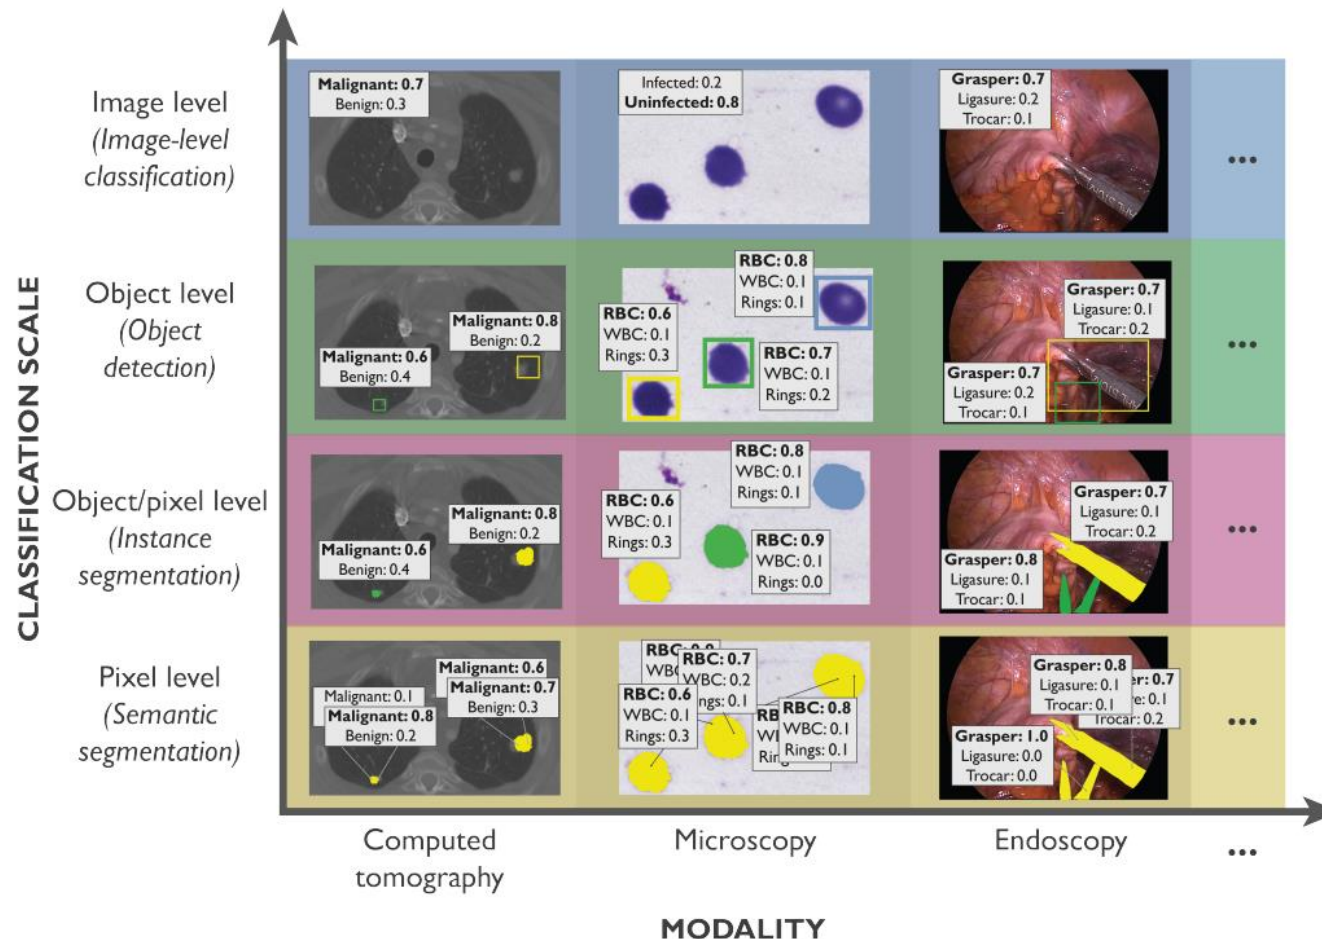 CLASSIFICATION SCALE
Image level
(Image-level
classification)
Malignant: 0.7
Benign: 0.3
Infected: 0.2
Uninfected: 0.8
Grasper: 0.7
Ligasure: 0.2
Trocar: 0.1
...
Object level
(Object
detection)
Malignant: 0.8
Benign: 0.2
Malignant: 0.6
Benign: 0.4
RBC: 0.8
WBC: 0.1
Rings: 0.1
RBC: 0.6
WBC: 0.1
Rings: 0.3
RBC: 0.7
WBC: 0.1
Rings: 0.2
Grasper: 0.7
Ligasure: 0.1
Trocar: 0.2
Grasper: 0.7
Ligasure: 0.2
Trocar: 0.1
...
Object/pixel level
(Instance
segmentation)
Malignant: 0.8
Benign: 0.2
Malignant: 0.6
Benign: 0.4
RBC: 0.8
WBC: 0.1
Rings: 0.1
RBC: 0.6
WBC: 0.1
Rings: 0.3
RBC: 0.9
WBC: 0.1
Rings: 0.0
Grasper: 0.7
Ligasure: 0.1
Trocar: 0.2
Grasper: 0.8
Ligasure: 0.1
Trocar: 0.1
...
Pixel level
(Semantic
segmentation)
Malignant: 0.6
Malignant: 0.7
Benign: 0.3
Malignant: 0.1
Malignant: 0.8
Benign: 0.2
RBC: 0.7
WBC: 0.2
RBC: 0.6
WBC: 0.1
Rings: 0.3
RBC: 0.8
WBC: 0.1
Rings: 0.1
Grasper: 0.8
Ligasure: 0.1
Trocar: 0.1
Trocar: 0.2
Grasper: 1.0
Ligasure: 0.0
Trocar: 0.0
...
Computed
tomography
Microscopy
Endoscopy
...
MODALITY